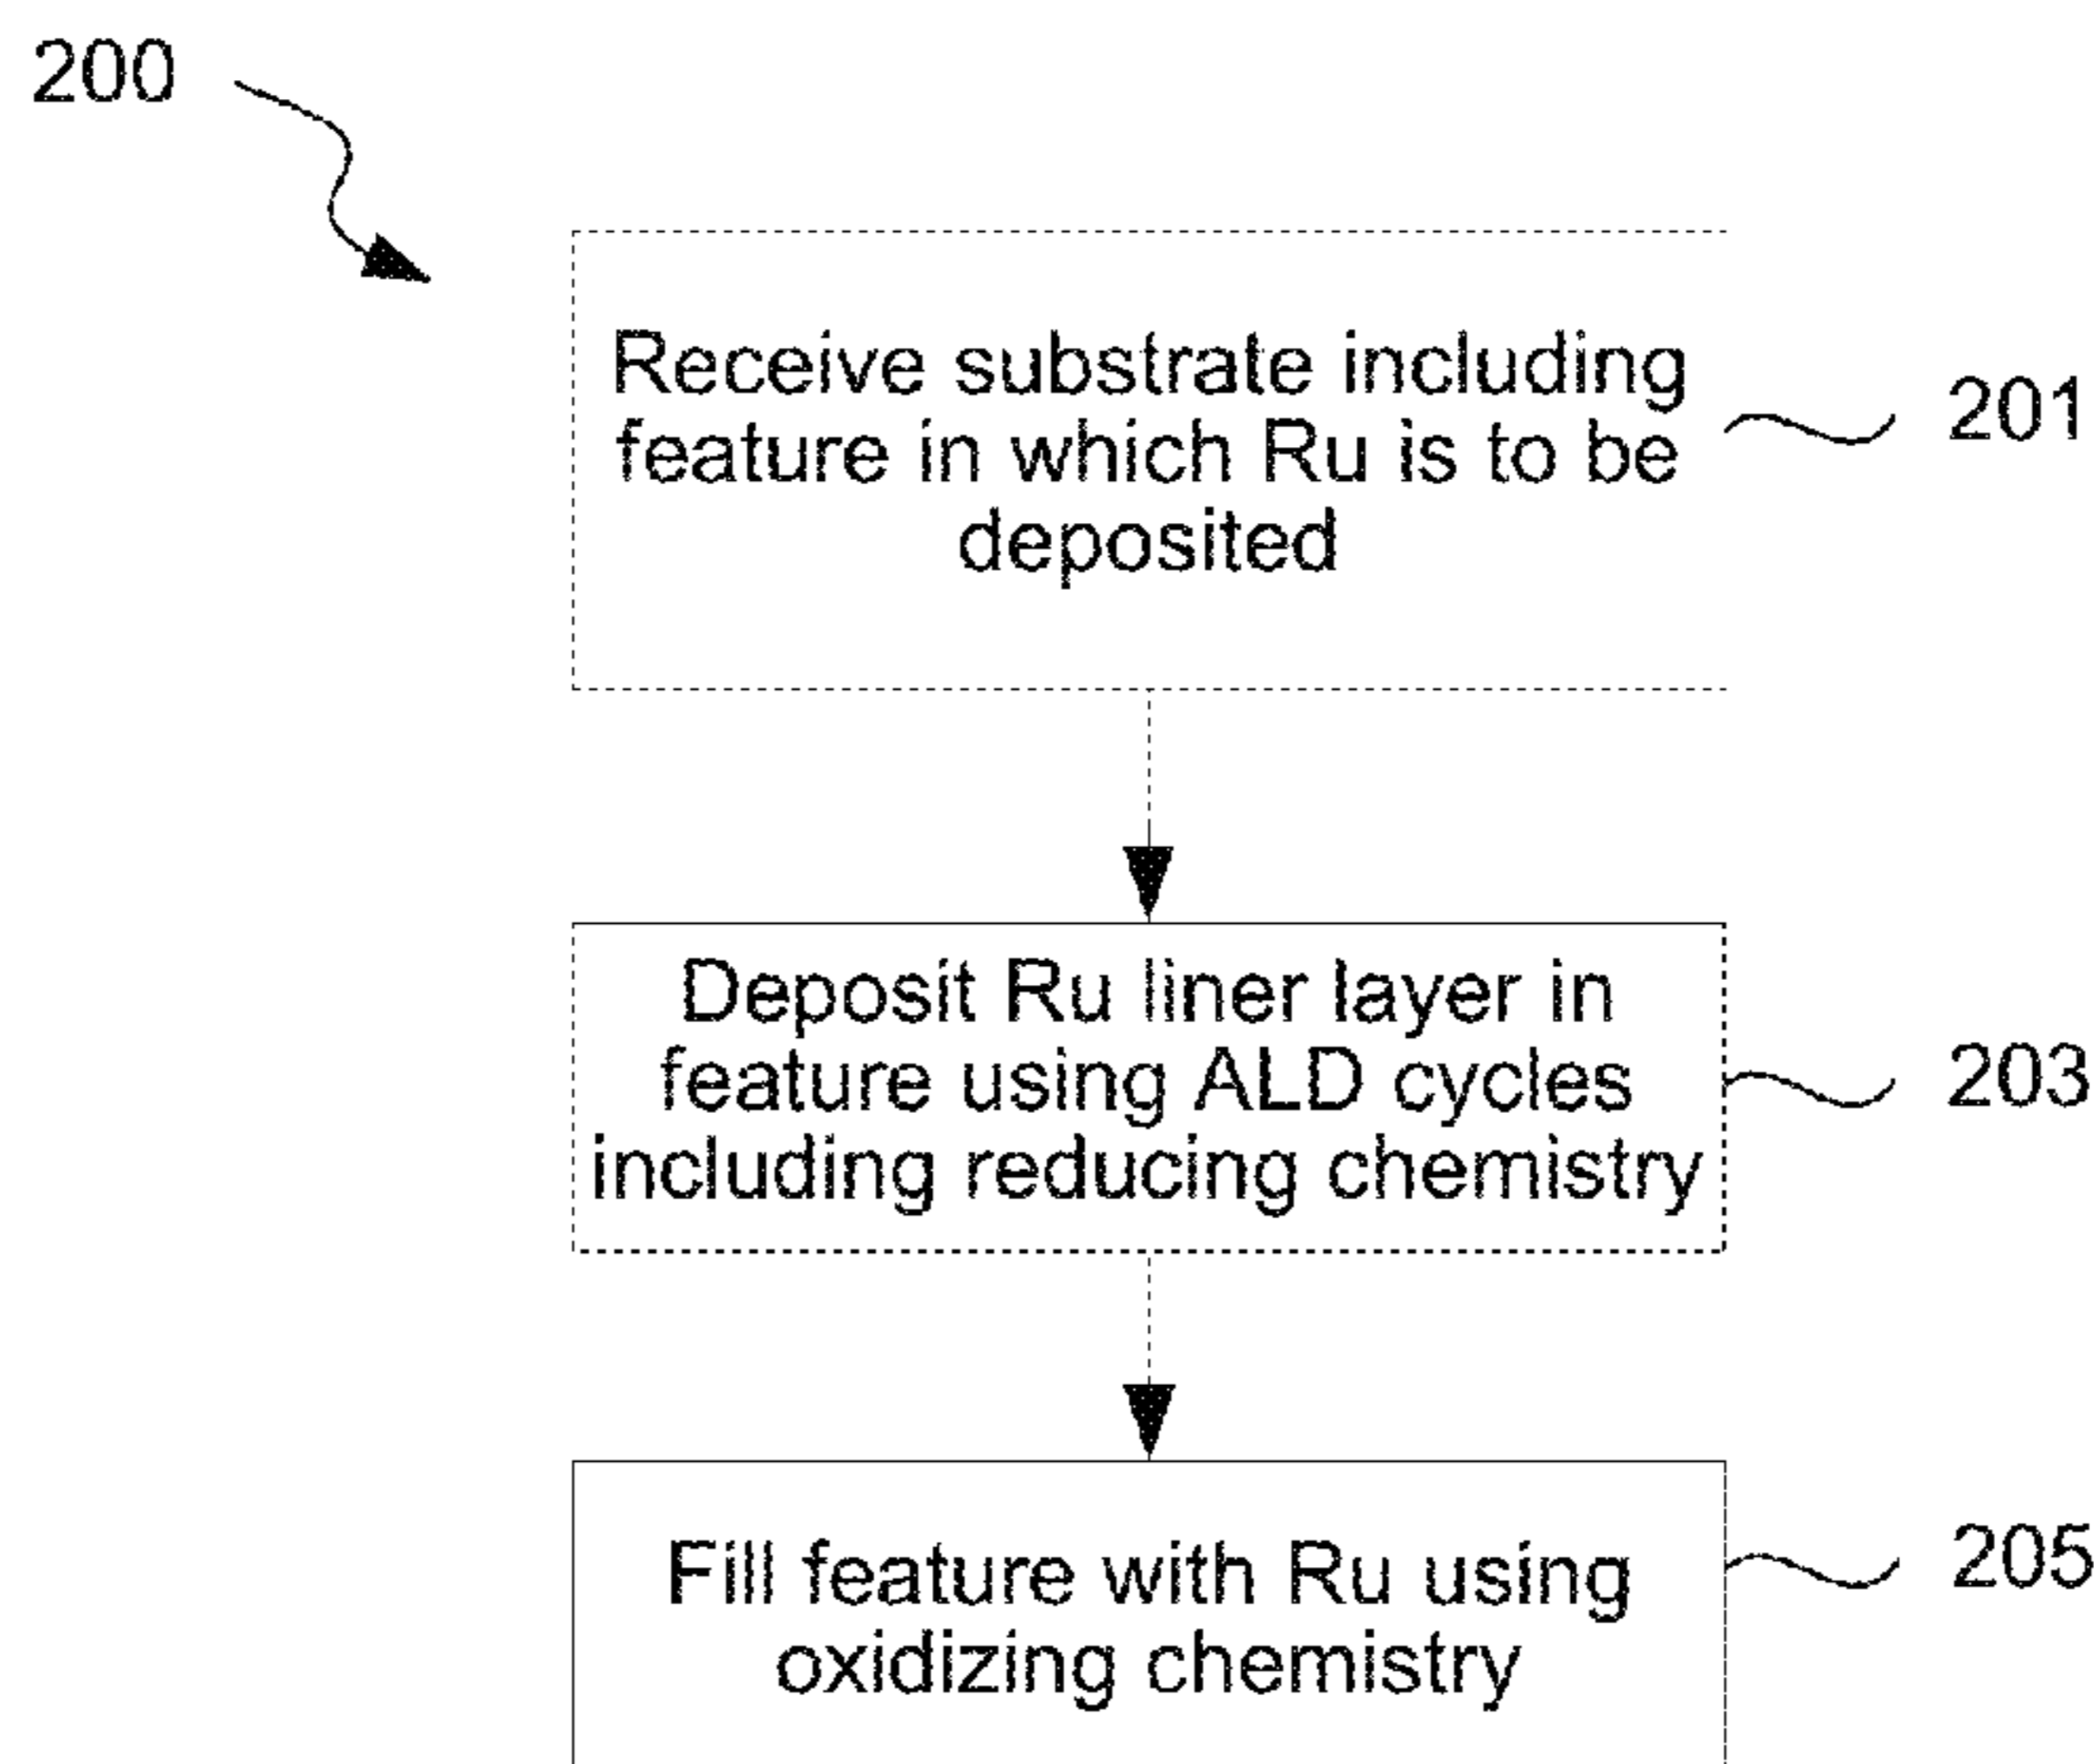 200
Receive substrate including
feature in which Ru is to be
deposited
201
Deposit Ru liner layer in
feature using ALD cycles
including reducing chemistry
203
Fill feature with Ru using
oxidizing chemistry
205